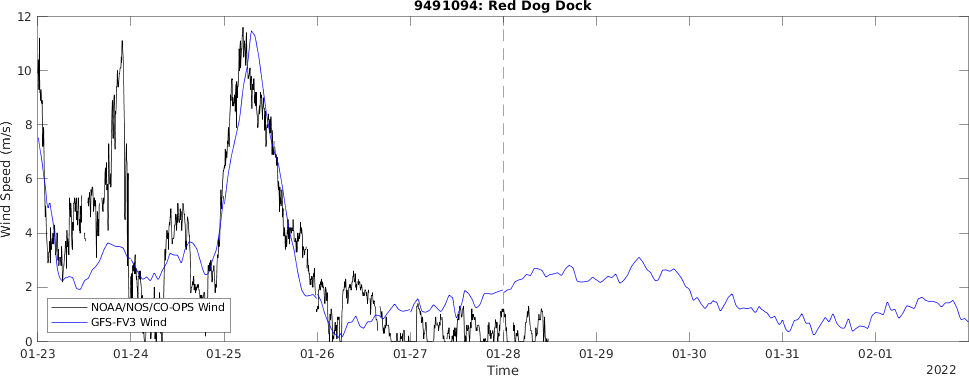 9491094: Red Dog Dock
12
10
8
6
4
2
0
Wind Speed (m/s)
NOAA/NOS/CO-OPS Wind
GFS-FV3 Wind
01-23 01-24 01-25 01-26 01-27 01-28 01-29 01-30 01-31 02-01
Time
2022